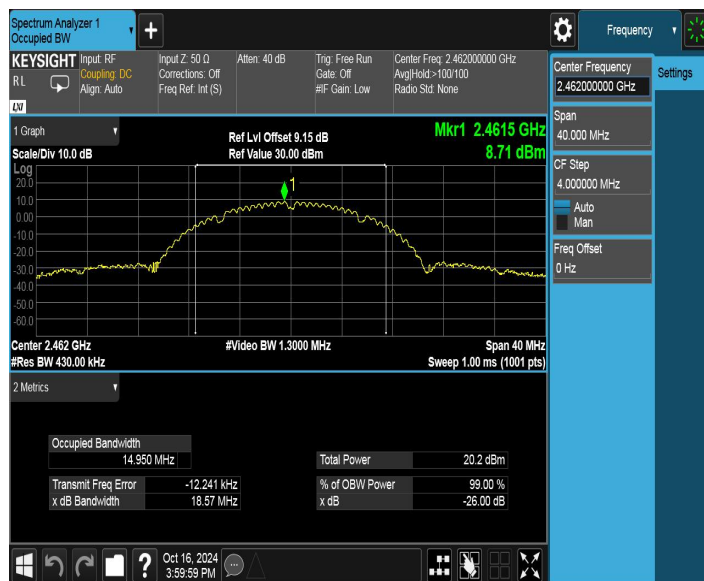 Spectrum Analyzer 1
Occupied BW
+
Frequency
KEYSIGHT
RL
LXI
Input: RF
Coupling: DC
Align: Auto
Input Z: 50 Ω
Corrections: Off
Freq Ref: Int (S)
Atten: 40 dB
Trig: Free Run
Gate: Off
#IF Gain: Low
Center Freq: 2.462000000 GHz
Avg|Hold:>100/100
Radio Std: None
Center Frequency
2.462000000 GHz
Settings
Span
40.000 MHz
CF Step
4.000000 MHz
Auto
Man
Freq Offset
0 Hz
1 Graph
Scale/Div 10.0 dB
Ref Lvl Offset 9.15 dB
Ref Value 30.00 dBm
Mkr1 2.4615 GHz
8.71 dBm
Log
20.0
10.0
0.00
-10.0
-20.0
-30.0
-40.0
-50.0
-60.0
1
Center 2.462 GHz
#Res BW 430.00 kHz
#Video BW 1.3000 MHz
Span 40 MHz
Sweep 1.00 ms (1001 pts)
2 Metrics
Occupied Bandwidth
14.950 MHz
Total Power 20.2 dBm
Transmit Freq Error -12.241 kHz
% of OBW Power 99.00 %
x dB Bandwidth 18.57 MHz
x dB -26.00 dB
?
Oct 16, 2024
3:59:59 PM